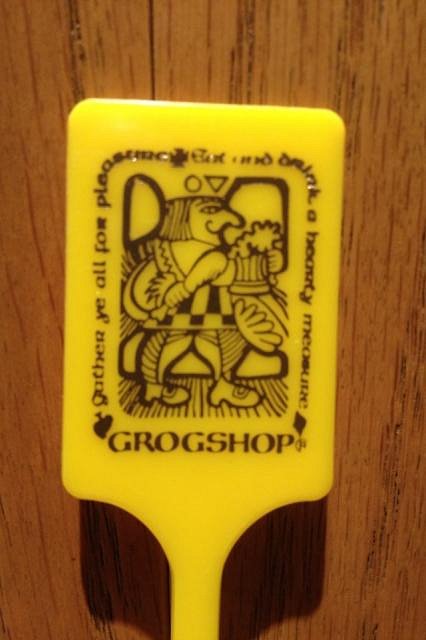 Gather ye all for pleasure Eat and drink a hearty measure
GROGSHOP